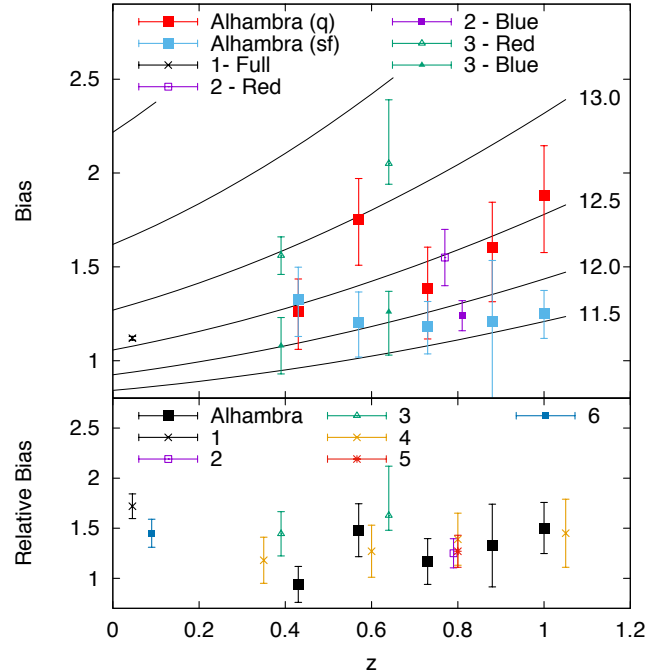 Alhambra (q)
Alhambra (sf)
1- Full
2 - Red
2 - Blue
3 - Red
3 - Blue
2.5
2
1.5
1
Bias
13.0
12.5
12.0
11.5
Alhambra
1
2
3
4
5
6
2.5
2
1.5
1
Relative Bias
0
0.2
0.4
0.6
0.8
1
1.2
z